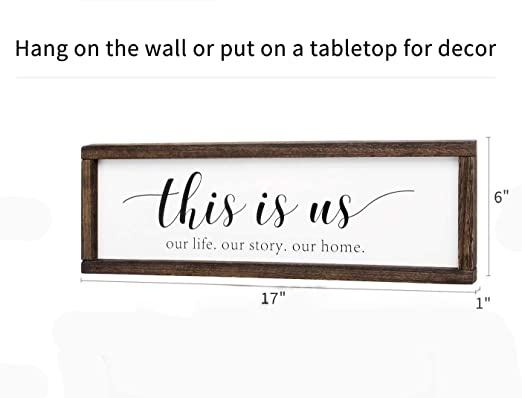 Hang on the wall or put on a tabletop for decor
this is us
our life. our story. our home.
6"
17"
1"